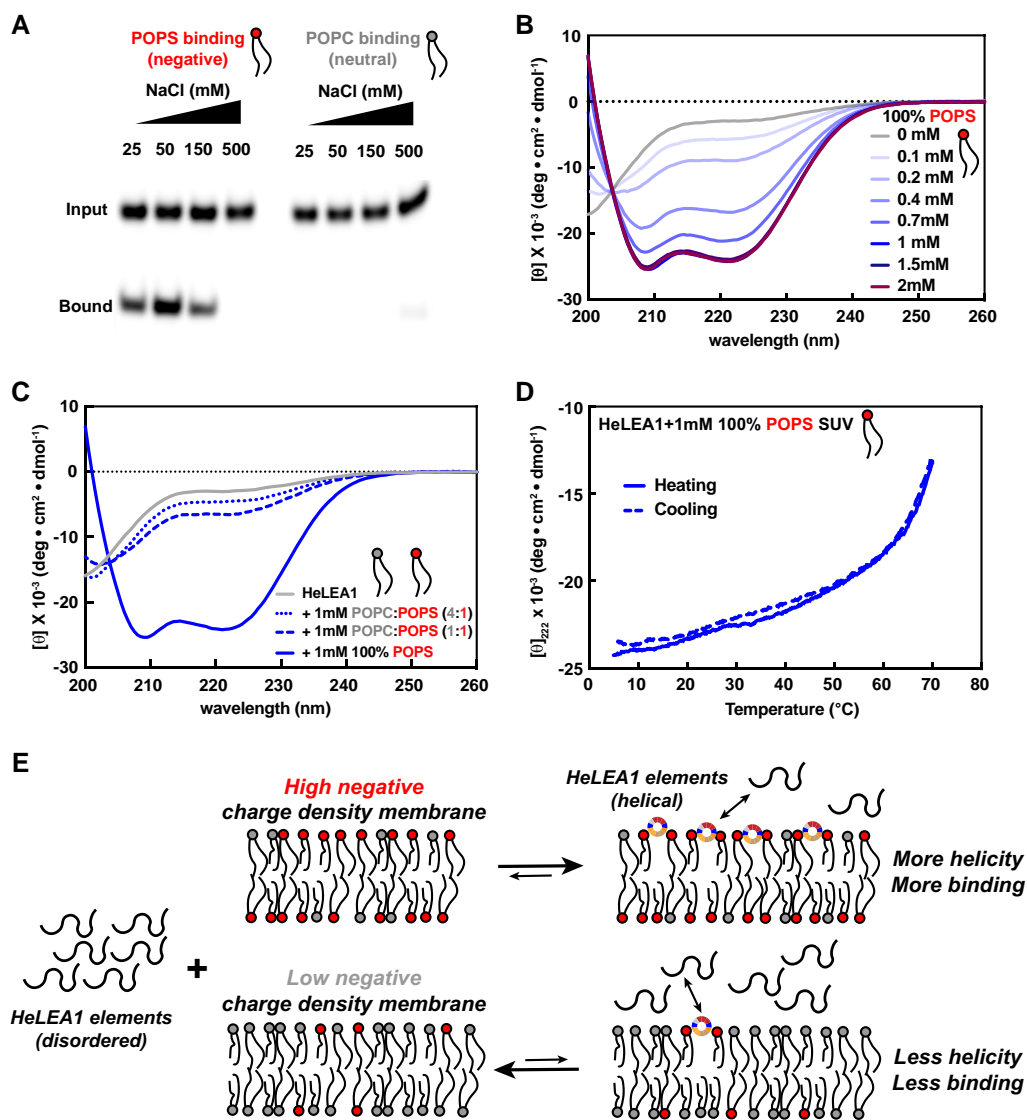 A
POPS binding
(negative)
POPC binding
(neutral)
NaCl (mM)
NaCl (mM)
25 50 150 500
25 50 150 500
Input
Bound
B
[θ] X 10⁻³ (deg • cm² • dmol⁻¹)
10
0
-10
-20
-30
200 210 220 230 240 250 260
wavelength (nm)
100% POPS
0 mM
0.1 mM
0.2 mM
0.4 mM
0.7mM
1 mM
1.5mM
2mM
C
[θ] X 10⁻³ (deg • cm² • dmol⁻¹)
10
0
-10
-20
-30
200 210 220 230 240 250 260
wavelength (nm)
HeLEA1
+ 1mM POPC:POPS (4:1)
+ 1mM POPC:POPS (1:1)
+ 1mM 100% POPS
D
[θ]₂₂₂ X 10⁻³ (deg • cm² • dmol⁻¹)
-10
-15
-20
-25
0 10 20 30 40 50 60 70 80
Temperature (°C)
HeLEA1+1mM 100% POPS SUV
Heating
Cooling
E
HeLEA1 elements
(disordered)
+
High negative
charge density membrane
HeLEA1 elements
(helical)
More helicity
More binding
Low negative
charge density membrane
Less helicity
Less binding